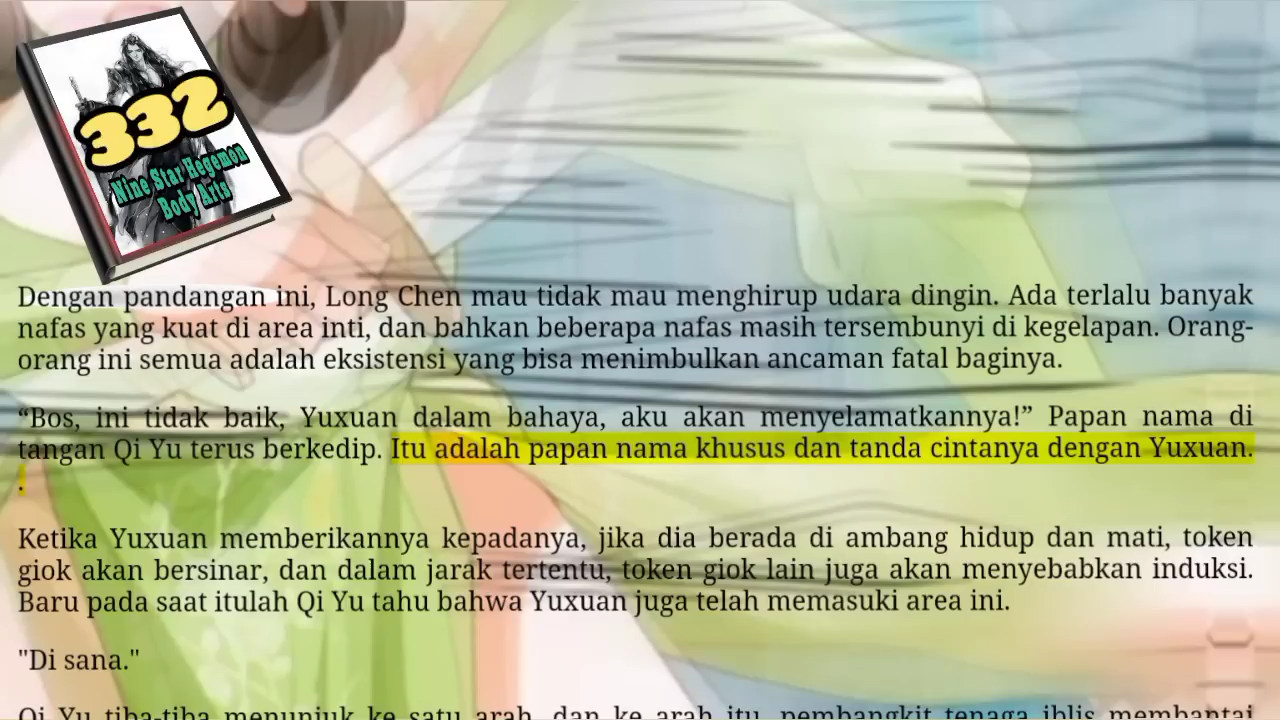 332
Nine Star Hegemon
Body Arts
Dengan pandangan ini, Long Chen mau tidak mau menghirup udara dingin. Ada terlalu banyak
nafas yang kuat di area inti, dan bahkan beberapa nafas masih tersembunyi di kegelapan. Orang-
orang ini semua adalah eksistensi yang bisa menimbulkan ancaman fatal baginya.
“Bos, ini tidak baik, Yuxuan dalam bahaya, aku akan menyelamatkannya!” Papan nama di
tangan Qi Yu terus berkedip. Itu adalah papan nama khusus dan tanda cintanya dengan Yuxuan.
.
Ketika Yuxuan memberikannya kepadanya, jika dia berada di ambang hidup dan mati, token
giok akan bersinar, dan dalam jarak tertentu, token giok lain juga akan menyebabkan induksi.
Baru pada saat itulah Qi Yu tahu bahwa Yuxuan juga telah memasuki area ini.
"Di sana."
Qi Yu tiba-tiba menunjuk ke satu arah, dan ke arah itu, pembangkit tenaga iblis membantai